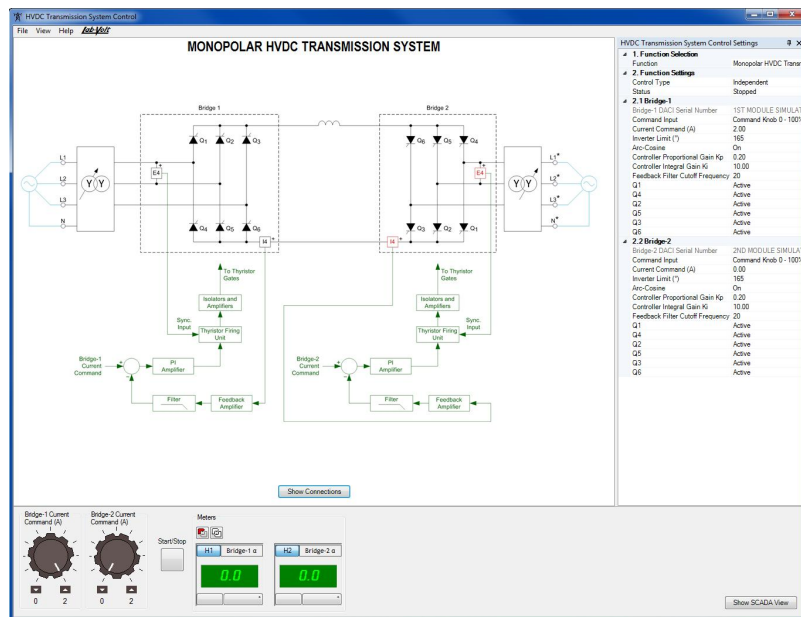 HVDC Transmission System Control
File View Help Lab-Volt
MONOPOLAR HVDC TRANSMISSION SYSTEM
Bridge 1
Bridge 2
Q1 Q2 Q3
Q6 Q5 Q4
L1
L2
L3
N
Y Y
E4
E4
Y Y
L1*
L2*
L3*
N*
Q4 Q5 Q6
Q3 Q2 Q1
I4
I4
To Thyristor
Gates
To Thyristor
Gates
Isolators and
Amplifiers
Isolators and
Amplifiers
Sync.
Input
Sync.
Input
Thyristor Firing
Unit
Thyristor Firing
Unit
Bridge-1
Current
Command
PI
Amplifier
Bridge-2
Current
Command
PI
Amplifier
Filter
Feedback
Amplifier
Filter
Feedback
Amplifier
Show Connections
HVDC Transmission System Control Settings
1. Function Selection
Function Monopolar HVDC Transm
2. Function Settings
Control Type Independent
Status Stopped
2.1 Bridge-1
Bridge-1 DACI Serial Number 1ST MODULE SIMULAT
Command Input Command Knob 0 - 100%
Current Command (A) 2.00
Inverter Limit (°) 165
Arc-Cosine On
Controller Proportional Gain Kp 0.20
Controller Integral Gain Ki 10.00
Feedback Filter Cutoff Frequency 20
Q1 Active
Q4 Active
Q2 Active
Q5 Active
Q3 Active
Q6 Active
2.2 Bridge-2
Bridge-2 DACI Serial Number 2ND MODULE SIMULAT
Command Input Command Knob 0 - 100%
Current Command (A) 0.00
Inverter Limit (°) 165
Arc-Cosine On
Controller Proportional Gain Kp 0.20
Controller Integral Gain Ki 10.00
Feedback Filter Cutoff Frequency 20
Q1 Active
Q4 Active
Q2 Active
Q5 Active
Q3 Active
Q6 Active
Bridge-1 Current
Command (A)
0 2
Bridge-2 Current
Command (A)
0 2
Start/Stop
Meters
H1 Bridge-1 α
0.0
°
H2 Bridge-2 α
0.0
°
Show SCADA View